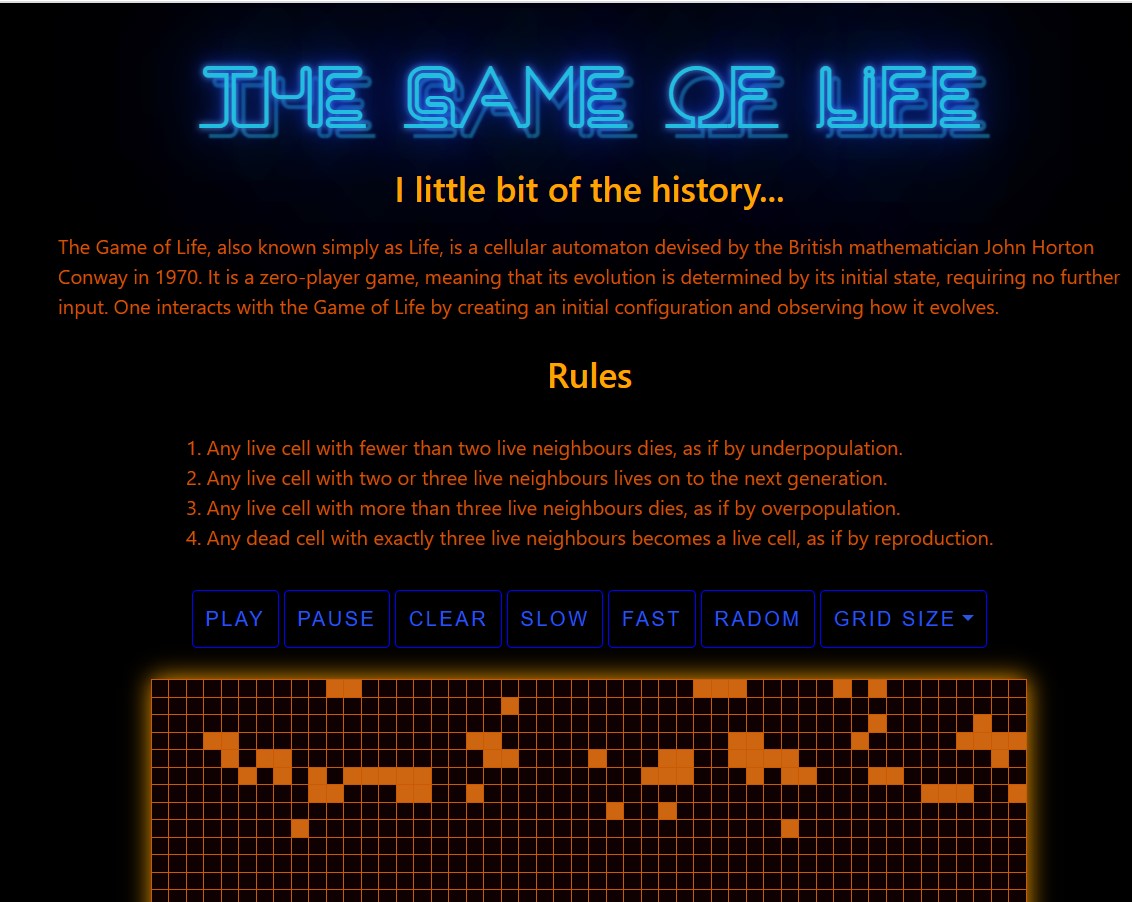 THE GAME OF LIFE
I little bit of the history...
The Game of Life, also known simply as Life, is a cellular automaton devised by the British mathematician John Horton
Conway in 1970. It is a zero-player game, meaning that its evolution is determined by its initial state, requiring no further
input. One interacts with the Game of Life by creating an initial configuration and observing how it evolves.
Rules
1. Any live cell with fewer than two live neighbours dies, as if by underpopulation.
2. Any live cell with two or three live neighbours lives on to the next generation.
3. Any live cell with more than three live neighbours dies, as if by overpopulation.
4. Any dead cell with exactly three live neighbours becomes a live cell, as if by reproduction.
PLAY PAUSE CLEAR SLOW FAST RADOM GRID SIZE